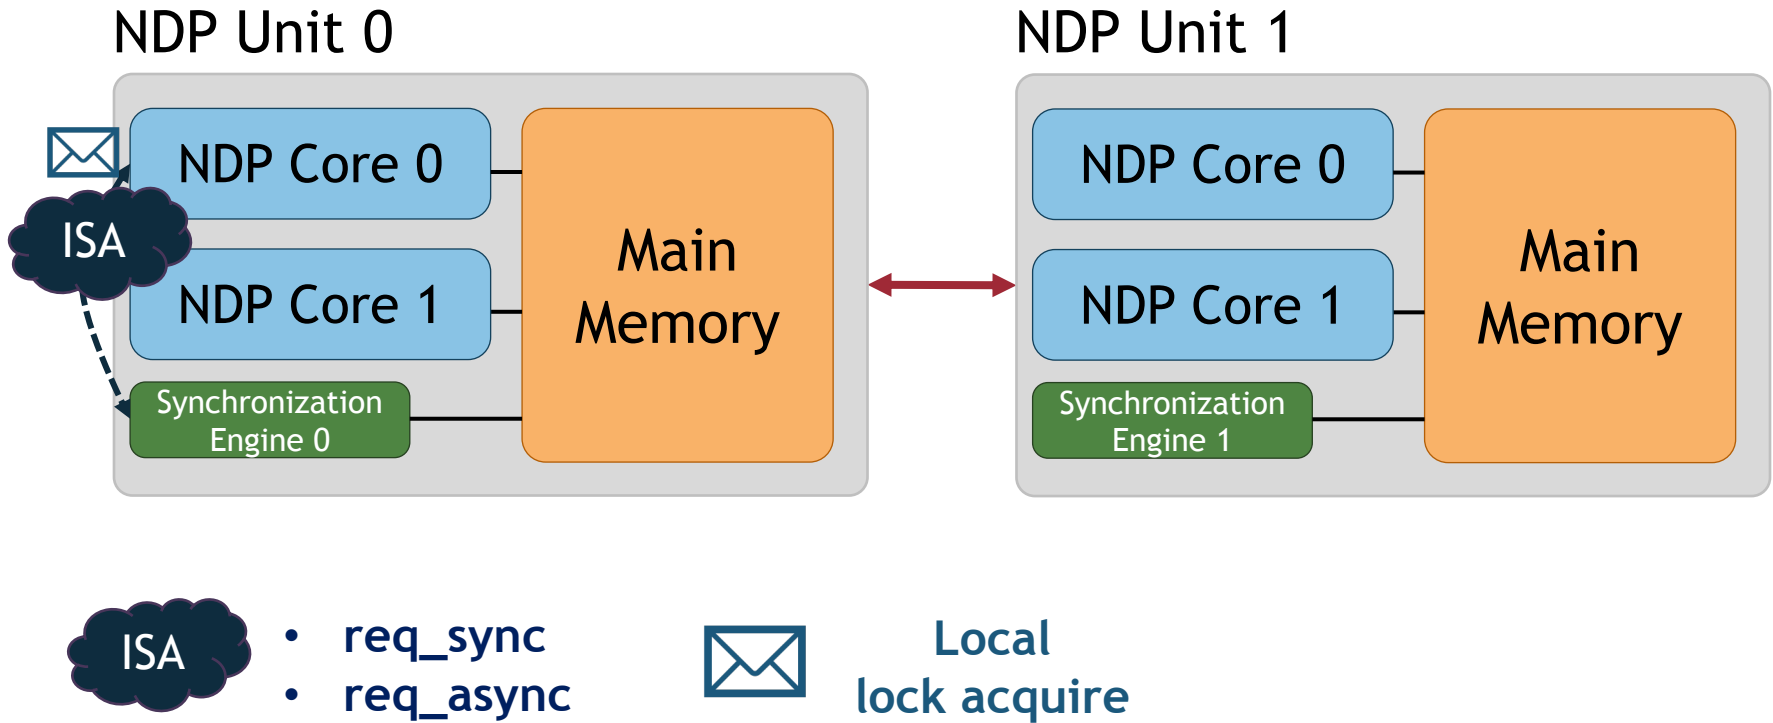 NDP Unit 0
NDP Core 0
ISA
NDP Core 1
Synchronization
Engine 0
Main
Memory
NDP Unit 1
NDP Core 0
NDP Core 1
Synchronization
Engine 1
Main
Memory
ISA
• req_sync
• req_async
Local
lock acquire